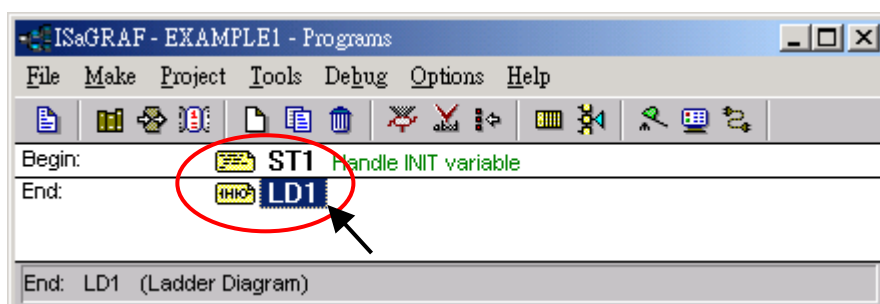 ISaGRAF - EXAMPLE1 - Programs
File Make Project Tools Debug Options Help
Begin: ST1 Handle INIT variable
End: LD1
End: LD1 (Ladder Diagram)